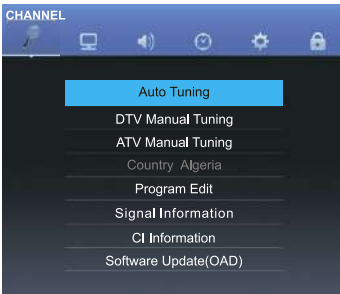 CHANNEL
Auto Tuning
DTV Manual Tuning
ATV Manual Tuning
Country Algeria
Program Edit
Signal Information
CI Information
Software Update(OAD)